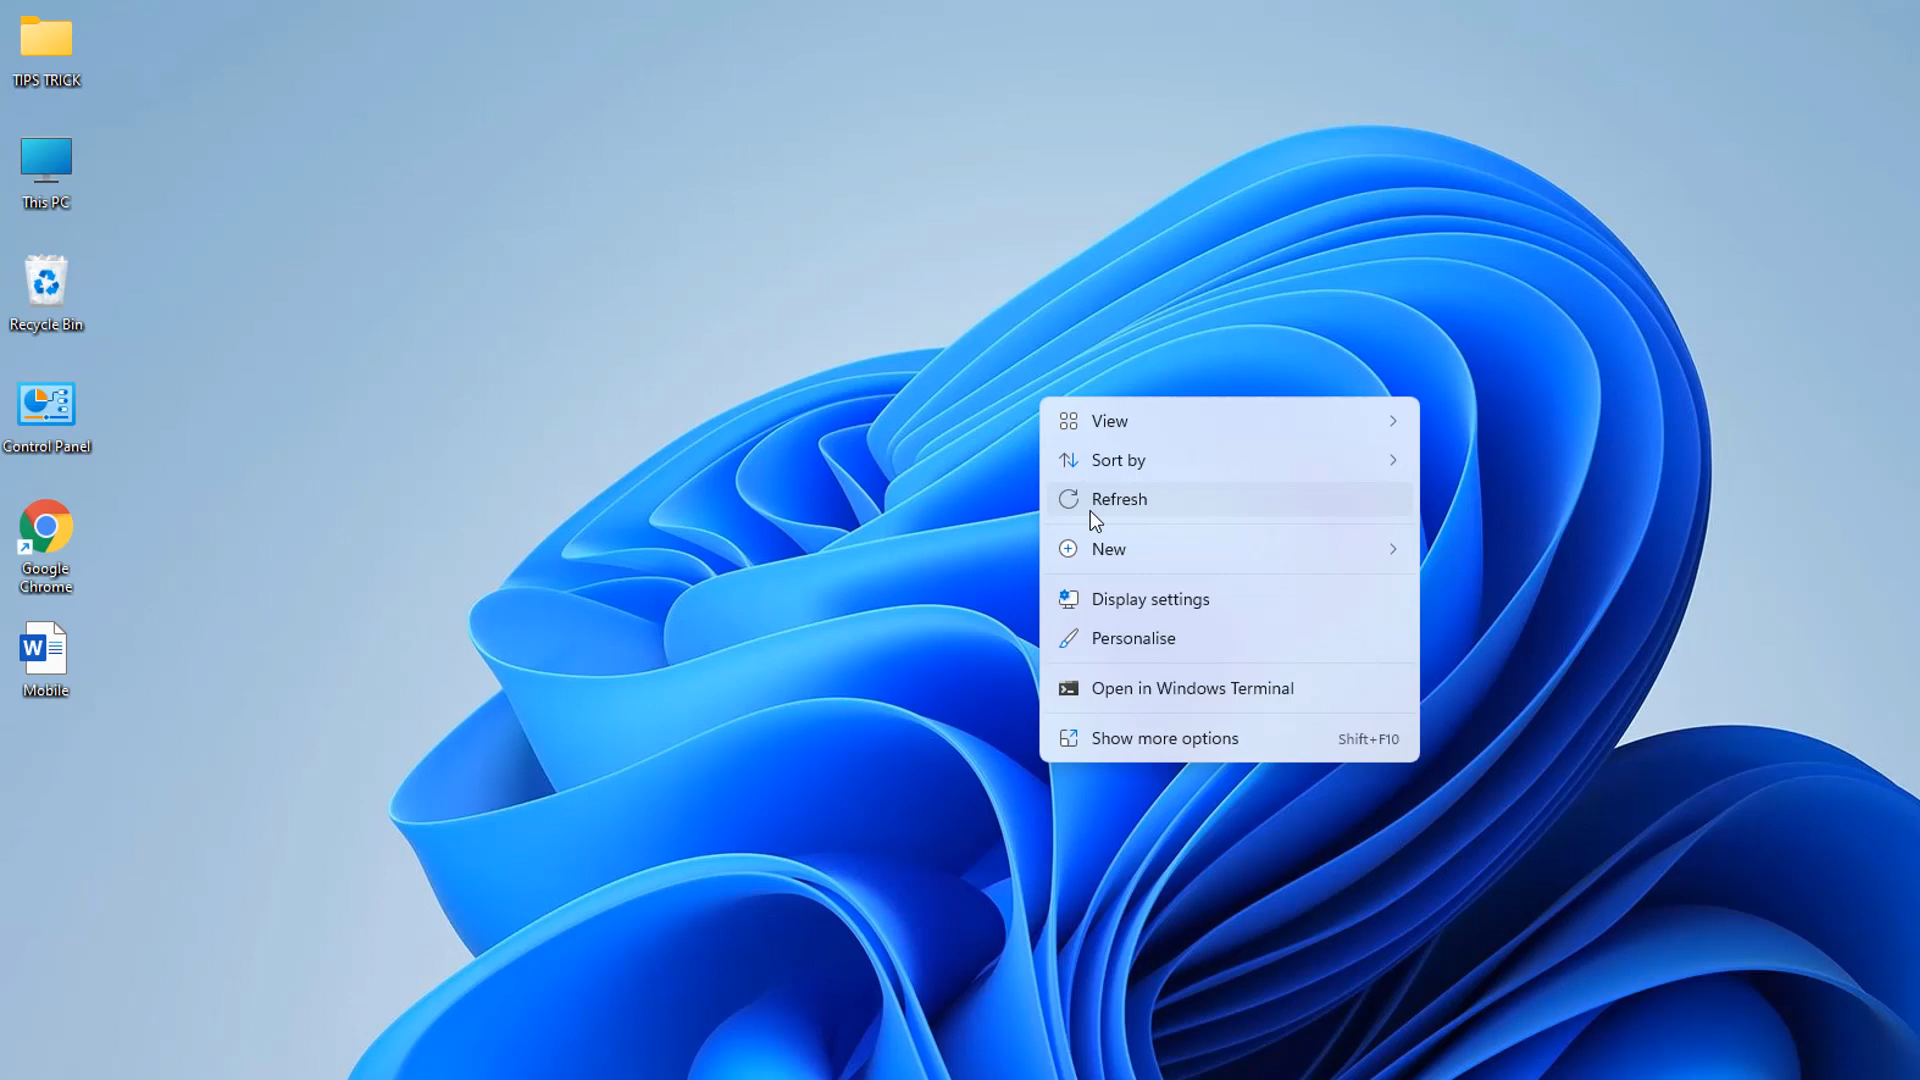 TIPS TRICK
This PC
Recycle Bin
Control Panel
Google
Chrome
W
Mobile
View
Sort by
Refresh
New
Display settings
Personalise
Open in Windows Terminal
Show more options Shift+F10